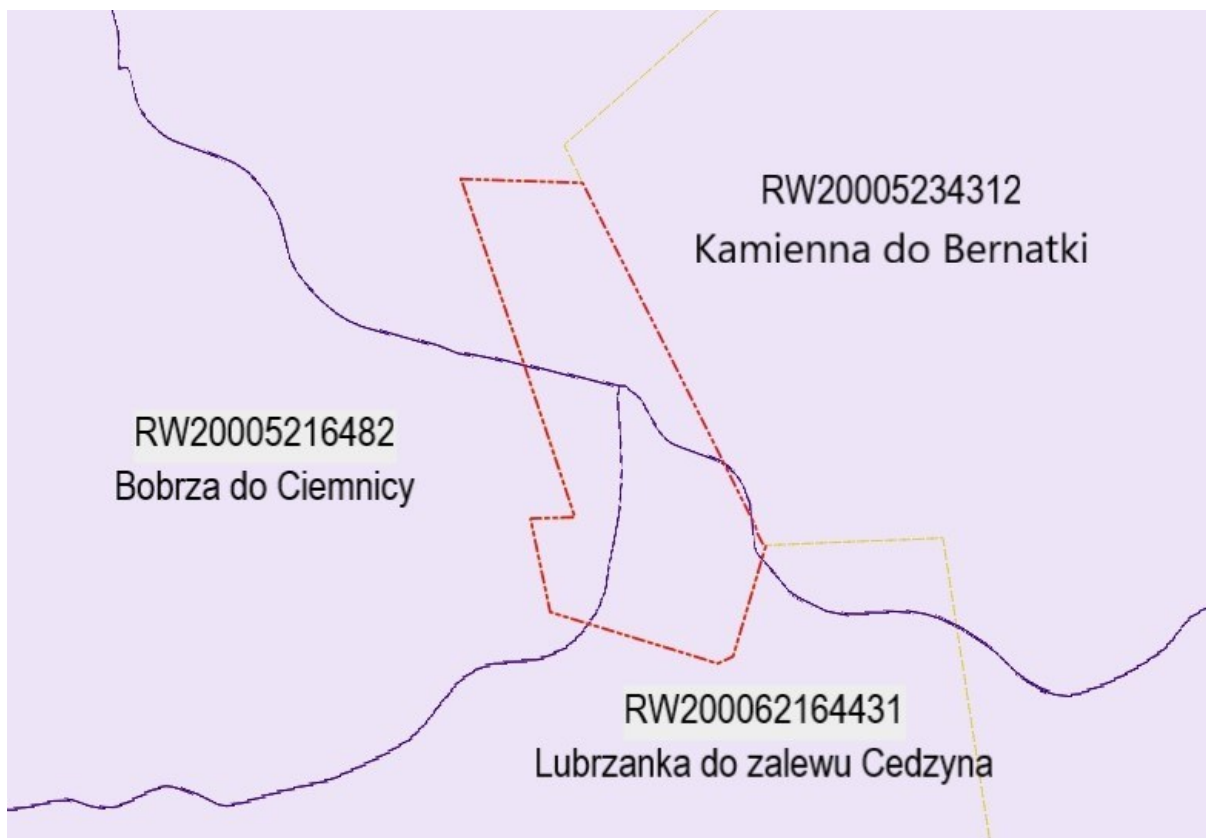 RW20005234312
Kamienna do Bernatki
RW20005216482
Bobrza do Ciemnicy
RW200062164431
Lubrzanka do zalewu Cedzyna